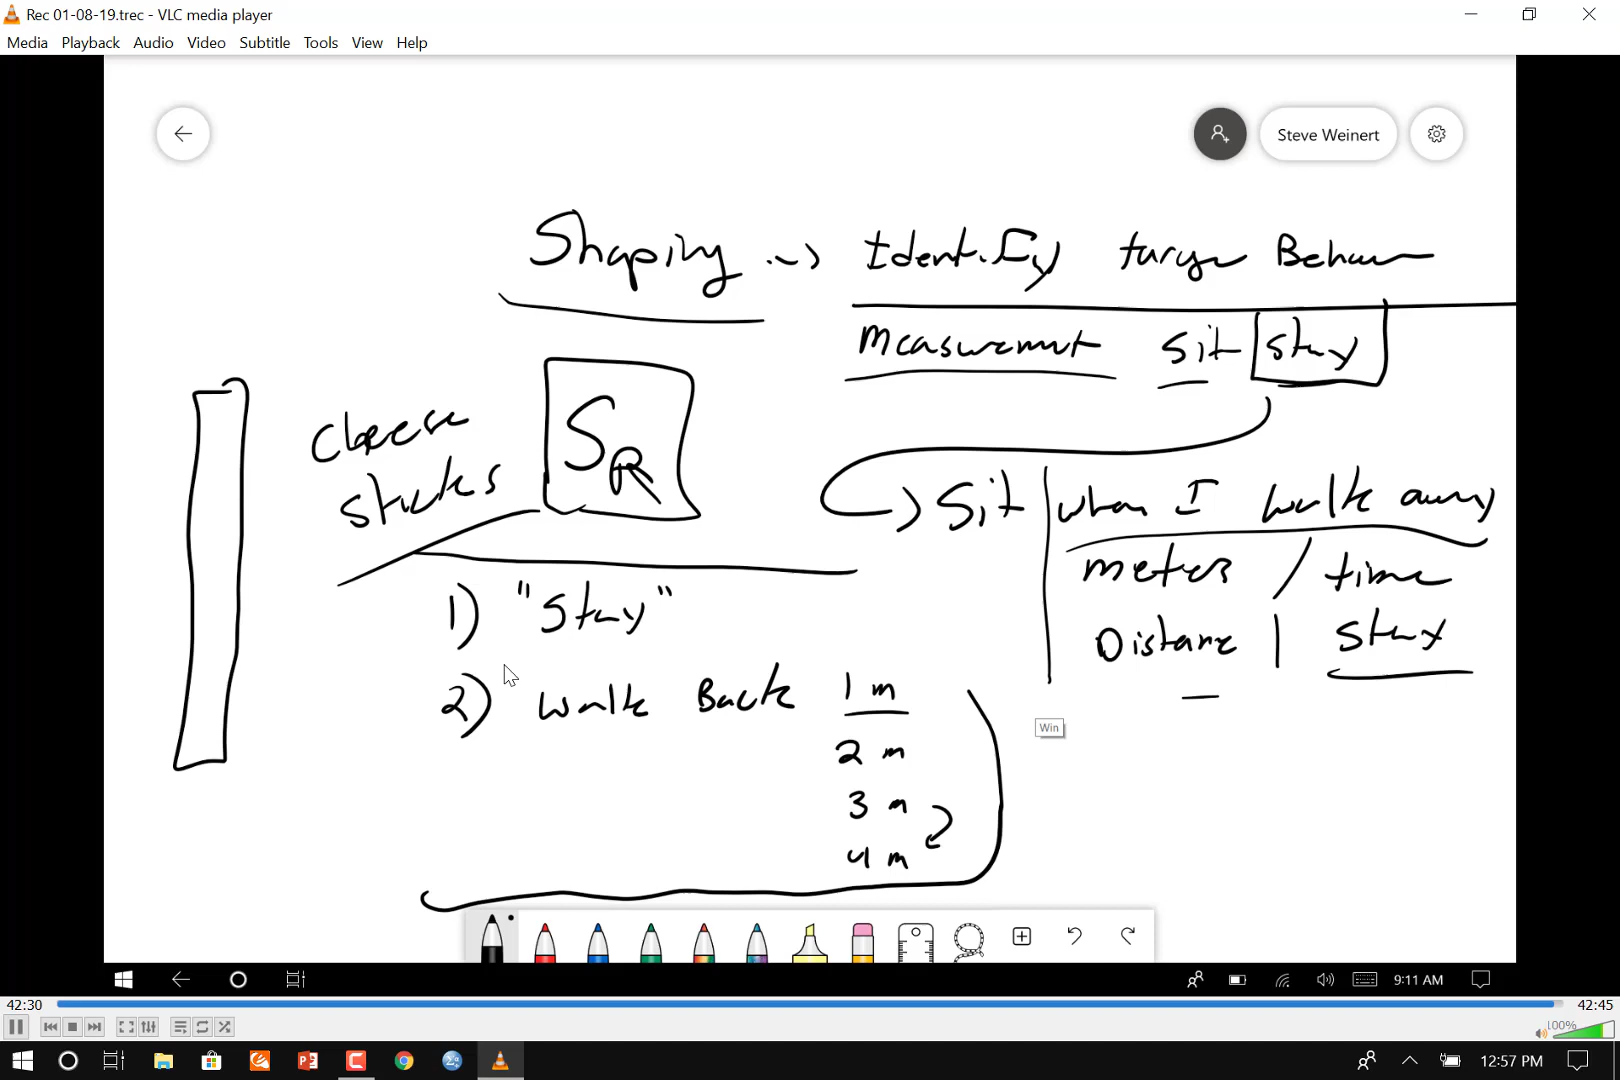 Rec 01-08-19.trec - VLC media player
Media Playback Audio Video Subtitle Tools View Help
Steve Weinert
Shaping --> Identify target Behavior
Measurement Sit Stay
Cheese
sticks
SR
Sit when I walk away
meters / time
Distance | Stay
1) "Stay"
2) Walk Back 1 m
2 m
3 m
4 m
Win
9:11 AM
42:30
42:45
100%
12:57 PM